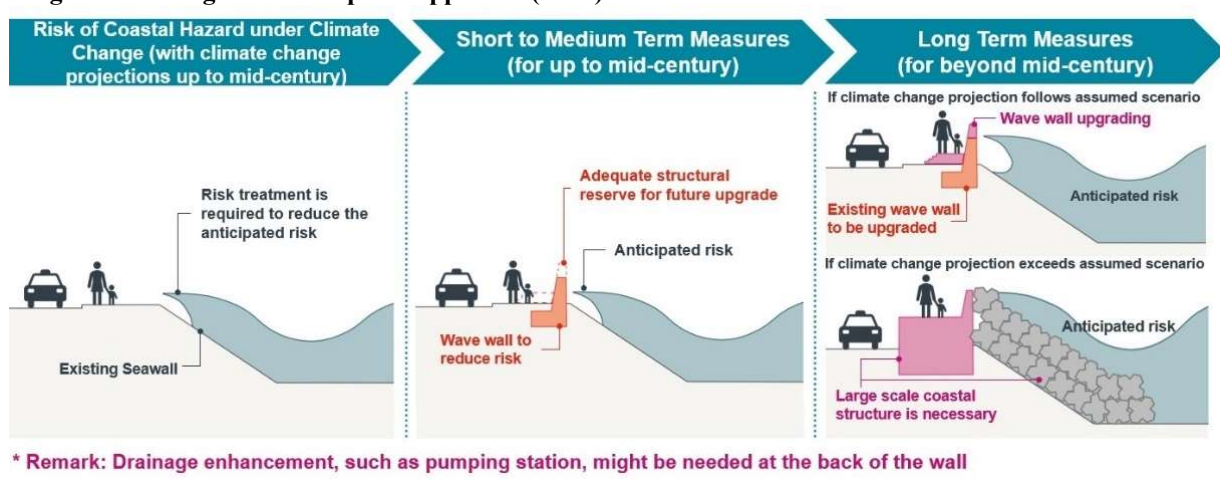 Risk of Coastal Hazard under Climate
Change (with climate change
projections up to mid-century)
Short to Medium Term Measures
(for up to mid-century)
Long Term Measures
(for beyond mid-century)
Risk treatment is
required to reduce the
anticipated risk
Existing Seawall
Adequate structural
reserve for future upgrade
Anticipated risk
Wave wall to
reduce risk
If climate change projection follows assumed scenario
Wave wall upgrading
Anticipated risk
Existing wave wall
to be upgraded
If climate change projection exceeds assumed scenario
Anticipated risk
Large scale coastal
structure is necessary
* Remark: Drainage enhancement, such as pumping station, might be needed at the back of the wall